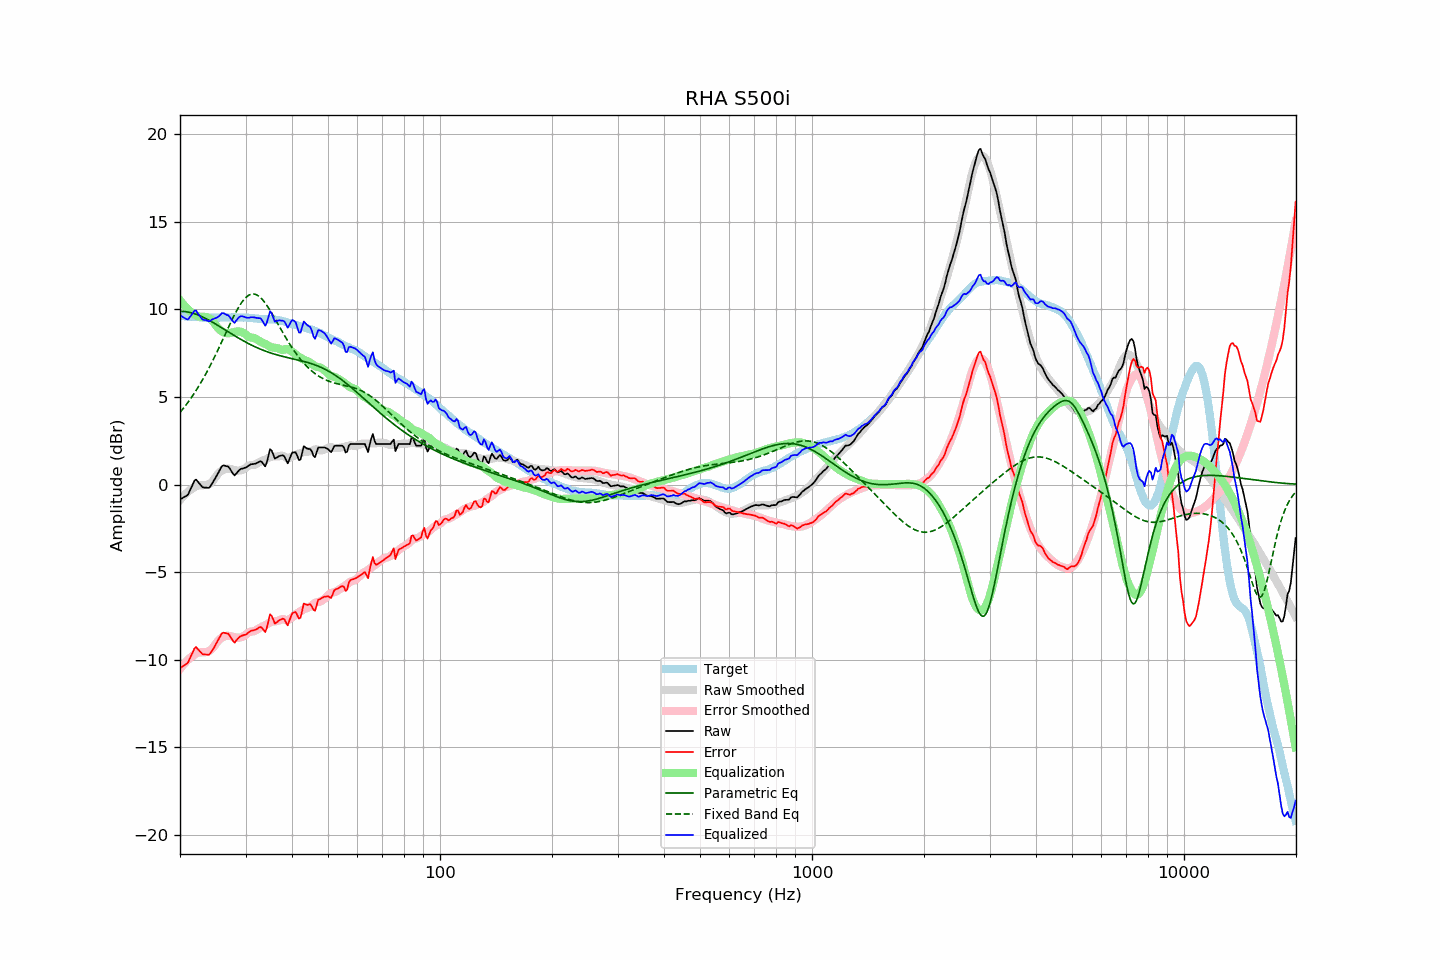 RHA S500i
Amplitude (dBr)
20
15
10
5
0
−5
−10
−15
−20
Target
Raw Smoothed
Error Smoothed
Raw
Error
Equalization
Parametric Eq
Fixed Band Eq
Equalized
100
1000
10000
Frequency (Hz)